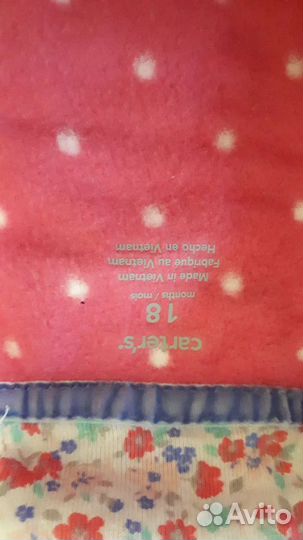 carter's
18
months / mois
Made in Vietnam
Fabriqué au Vietnam
Hecho en Vietnam
Avito